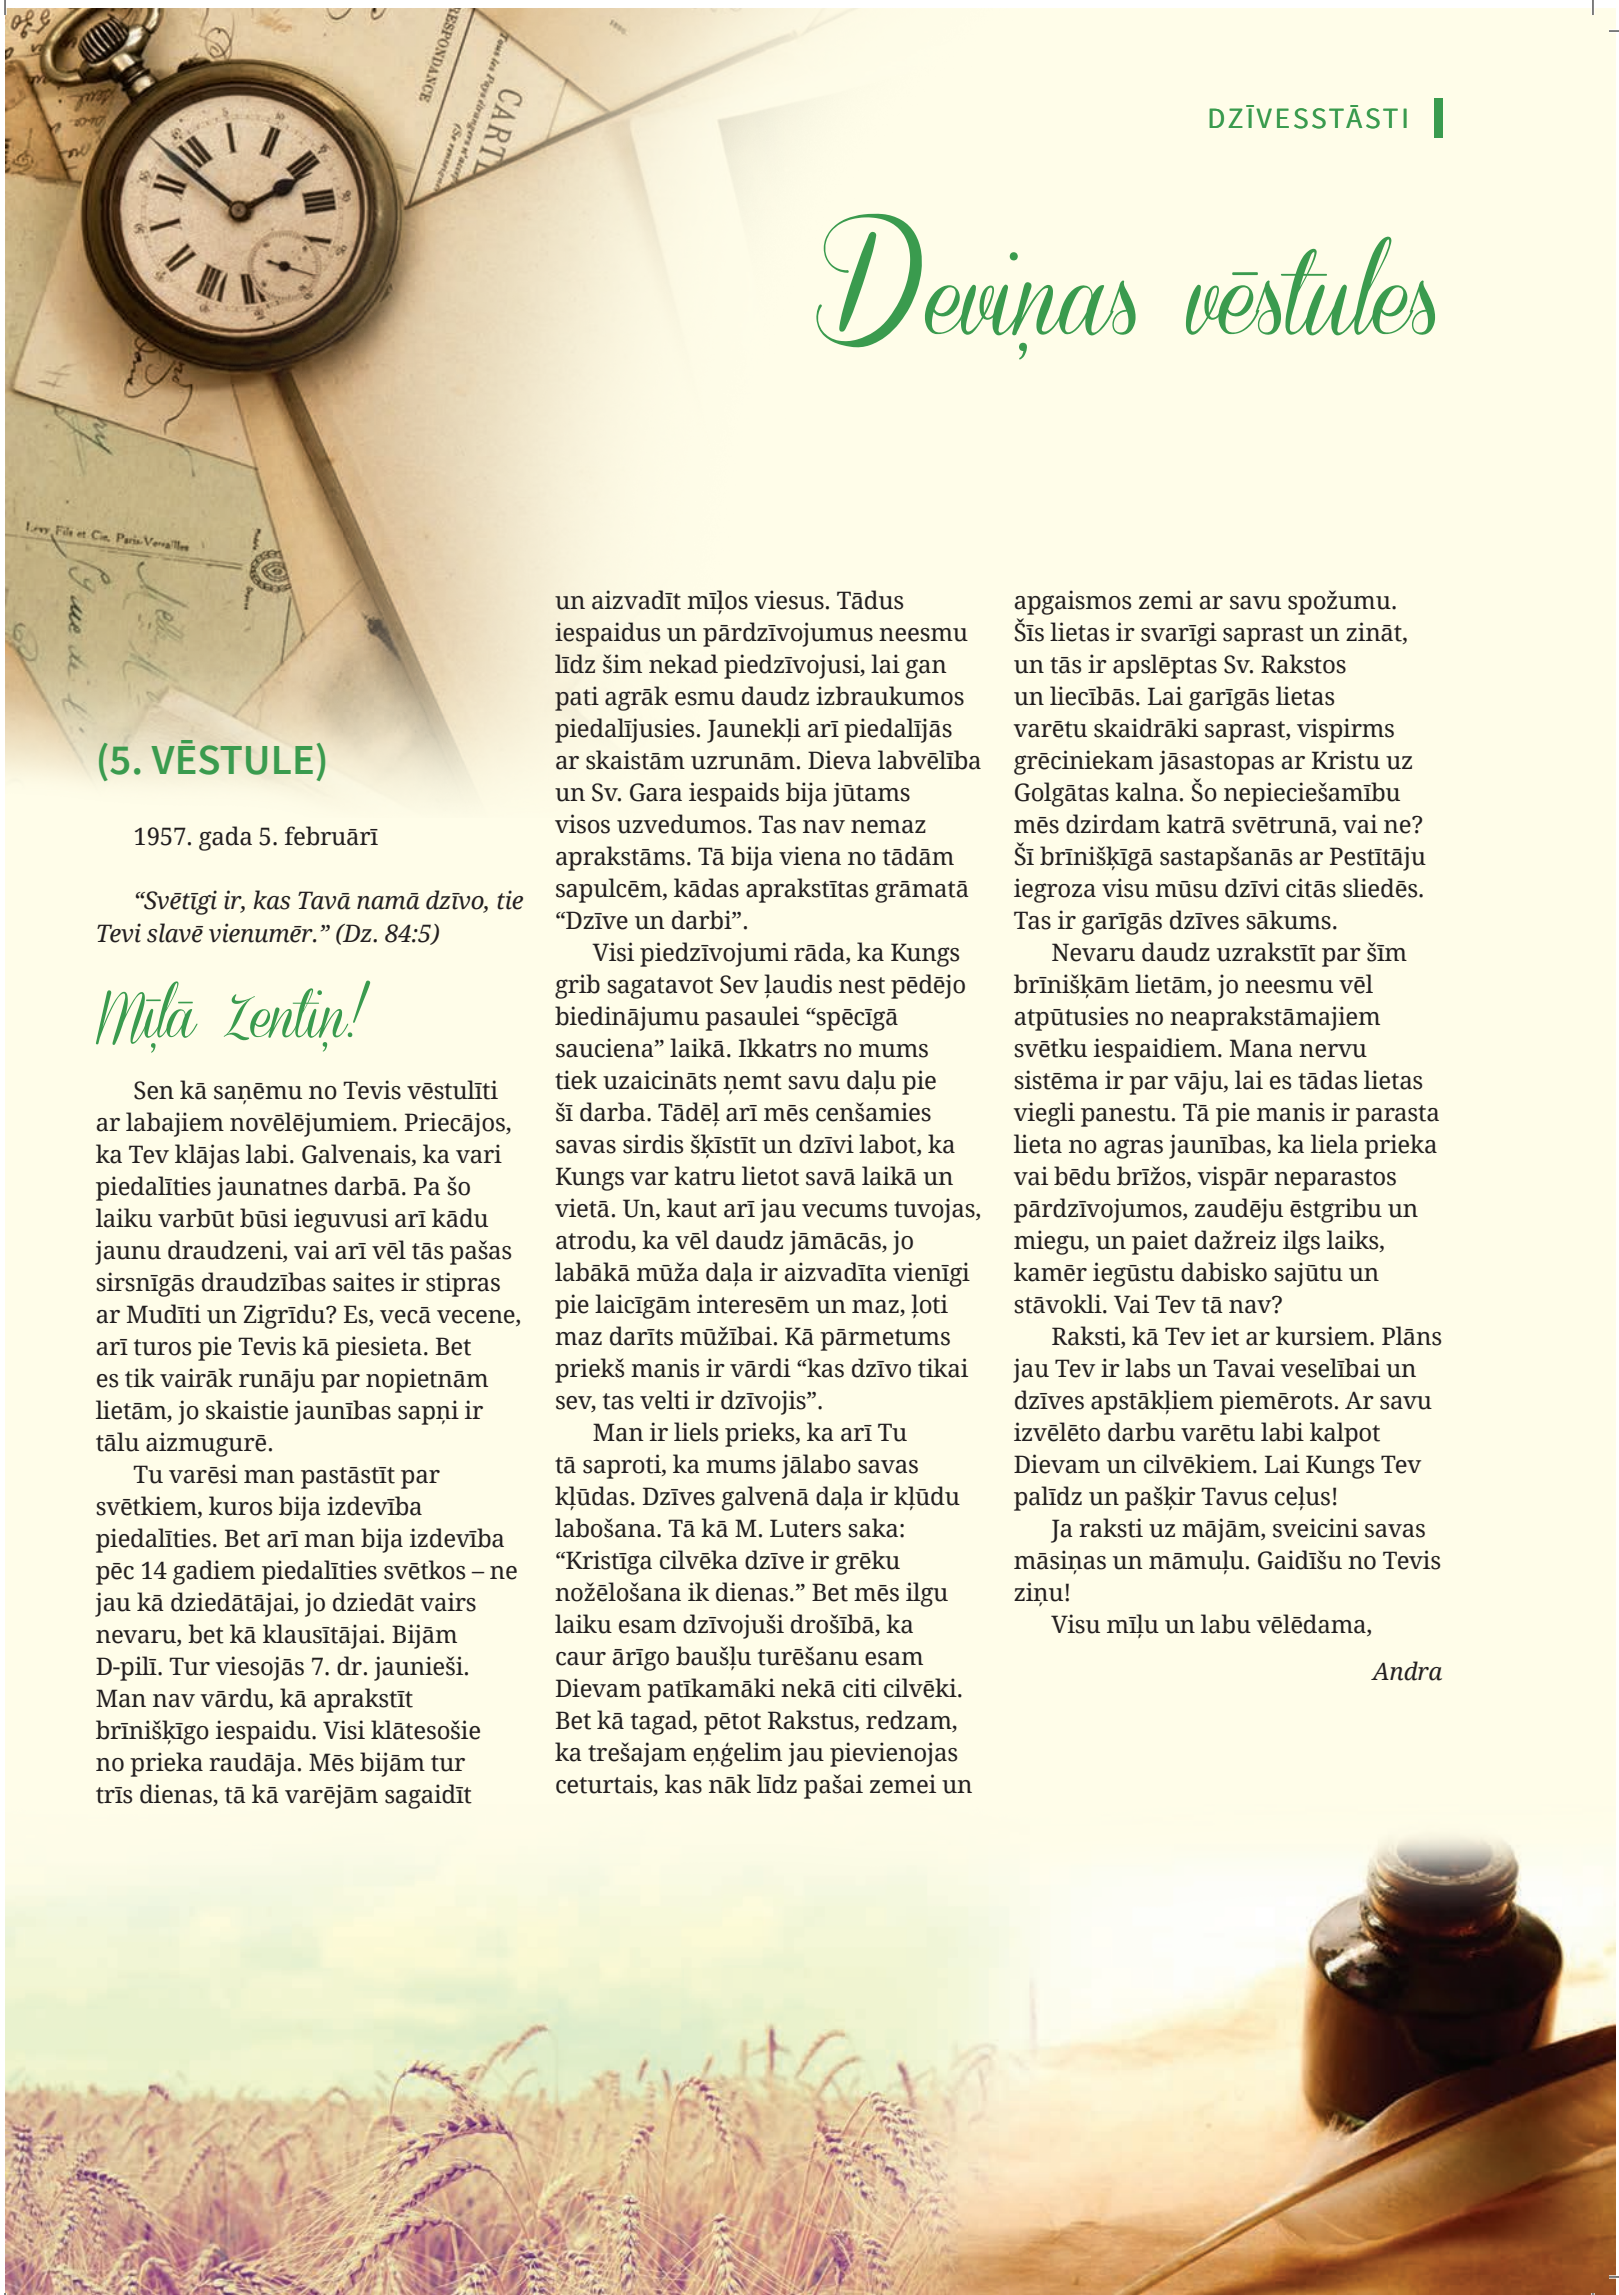 DZĪVESSTĀSTI
Deviņas vēstules
RESPONDANCE
CARTE
Levy Fils et Cie, Paris-Versailles
(5. VĒSTULE)
1957. gada 5. februārī
“Svētīgi ir, kas Tavā namā dzīvo, tie
Tevi slavē vienumēr.” (Dz. 84:5)
Mīļā Zentiņ!
Sen kā saņēmu no Tevis vēstulīti
ar labajiem novēlējumiem. Priecājos,
ka Tev klājas labi. Galvenais, ka vari
piedalīties jaunatnes darbā. Pa šo
laiku varbūt būsi ieguvusi arī kādu
jaunu draudzeni, vai arī vēl tās pašas
sirsnīgās draudzības saites ir stipras
ar Mudīti un Zigrīdu? Es, vecā vecene,
arī turos pie Tevis kā piesieta. Bet
es tik vairāk runāju par nopietnām
lietām, jo skaistie jaunības sapņi ir
tālu aizmugurē.
Tu varēsi man pastāstīt par
svētkiem, kuros bija izdevība
piedalīties. Bet arī man bija izdevība
pēc 14 gadiem piedalīties svētkos – ne
jau kā dziedātājai, jo dziedāt vairs
nevaru, bet kā klausītājai. Bijām
D-pilī. Tur viesojās 7. dr. jaunieši.
Man nav vārdu, kā aprakstīt
brīnišķīgo iespaidu. Visi klātesošie
no prieka raudāja. Mēs bijām tur
trīs dienas, tā kā varējām sagaidīt
un aizvadīt mīļos viesus. Tādus
iespaidus un pārdzīvojumus neesmu
līdz šim nekad piedzīvojusi, lai gan
pati agrāk esmu daudz izbraukumos
piedalījusies. Jaunekļi arī piedalījās
ar skaistām uzrunām. Dieva labvēlība
un Sv. Gara iespaids bija jūtams
visos uzvedumos. Tas nav nemaz
aprakstāms. Tā bija viena no tādām
sapulcēm, kādas aprakstītas grāmatā
“Dzīve un darbi”.
Visi piedzīvojumi rāda, ka Kungs
grib sagatavot Sev ļaudis nest pēdējo
biedinājumu pasaulei “spēcīgā
sauciena” laikā. Ikkatrs no mums
tiek uzaicināts ņemt savu daļu pie
šī darba. Tādēļ arī mēs cenšamies
savas sirdis šķīstīt un dzīvi labot, ka
Kungs var katru lietot savā laikā un
vietā. Un, kaut arī jau vecums tuvojas,
atrodu, ka vēl daudz jāmācās, jo
labākā mūža daļa ir aizvadīta vienīgi
pie laicīgām interesēm un maz, ļoti
maz darīts mūžībai. Kā pārmetums
priekš manis ir vārdi “kas dzīvo tikai
sev, tas velti ir dzīvojis”.
Man ir liels prieks, ka arī Tu
tā saproti, ka mums jālabo savas
kļūdas. Dzīves galvenā daļa ir kļūdu
labošana. Tā kā M. Luters saka:
“Kristīga cilvēka dzīve ir grēku
nožēlošana ik dienas.” Bet mēs ilgu
laiku esam dzīvojuši drošībā, ka
caur ārīgo baušļu turēšanu esam
Dievam patīkamāki nekā citi cilvēki.
Bet kā tagad, pētot Rakstus, redzam,
ka trešajam eņģelim jau pievienojas
ceturtais, kas nāk līdz pašai zemei un
apgaismos zemi ar savu spožumu.
Šīs lietas ir svarīgi saprast un zināt,
un tās ir apslēptas Sv. Rakstos
un liecībās. Lai garīgās lietas
varētu skaidrāki saprast, vispirms
grēciniekam jāsastopas ar Kristu uz
Golgātas kalna. Šo nepieciešamību
mēs dzirdam katrā svētrunā, vai ne?
Šī brīnišķīgā sastapšanās ar Pestītāju
iegroza visu mūsu dzīvi citās sliedēs.
Tas ir garīgās dzīves sākums.
Nevaru daudz uzrakstīt par šīm
brīnišķām lietām, jo neesmu vēl
atpūtusies no neaprakstāmajiem
svētku iespaidiem. Mana nervu
sistēma ir par vāju, lai es tādas lietas
viegli panestu. Tā pie manis ir parasta
lieta no agras jaunības, ka liela prieka
vai bēdu brīžos, vispār neparastos
pārdzīvojumos, zaudēju ēstgribu un
miegu, un paiet dažreiz ilgs laiks,
kamēr iegūstu dabisko sajūtu un
stāvokli. Vai Tev tā nav?
Raksti, kā Tev iet ar kursiem. Plāns
jau Tev ir labs un Tavai veselībai un
dzīves apstākļiem piemērots. Ar savu
izvēlēto darbu varētu labi kalpot
Dievam un cilvēkiem. Lai Kungs Tev
palīdz un pašķir Tavus ceļus!
Ja raksti uz mājām, sveicini savas
māsiņas un māmuļu. Gaidīšu no Tevis
ziņu!
Visu mīļu un labu vēlēdama,
Andra